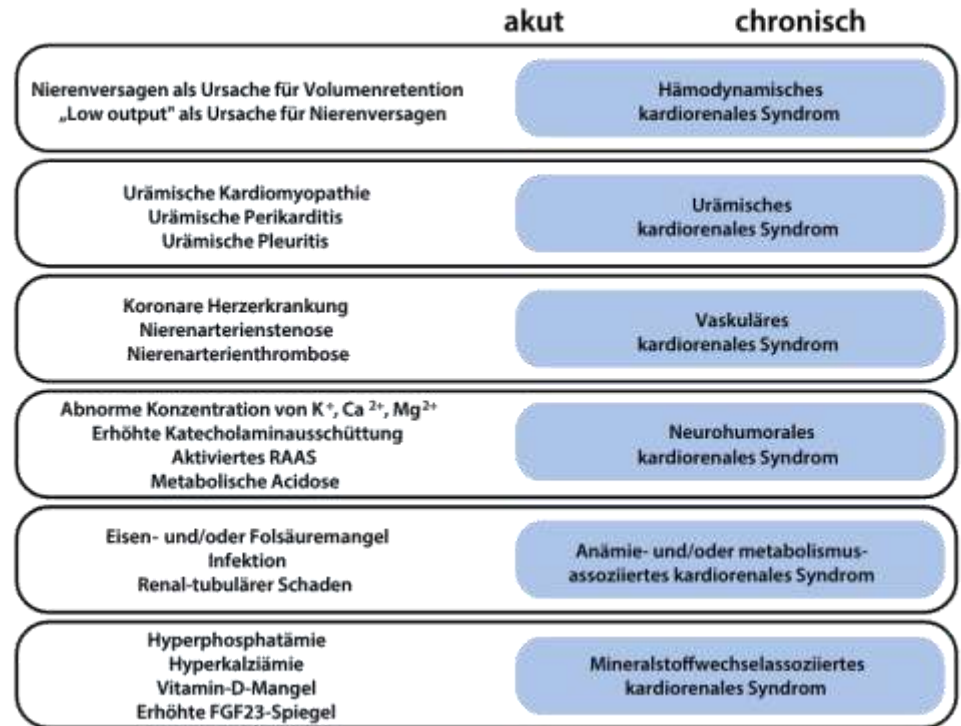 akut chronisch
Nierenversagen als Ursache für Volumenretention
„Low output" als Ursache für Nierenversagen
Hämodynamisches
kardiorenales Syndrom
Urämische Kardiomyopathie
Urämische Perikarditis
Urämische Pleuritis
Urämisches
kardiorenales Syndrom
Koronare Herzerkrankung
Nierenarterienstenose
Nierenarterienthrombose
Vaskuläres
kardiorenales Syndrom
Abnorme Konzentration von K⁺, Ca ²⁺, Mg²⁺
Erhöhte Katecholaminausschüttung
Aktiviertes RAAS
Metabolische Acidose
Neurohumorales
kardiorenales Syndrom
Eisen- und/oder Folsäuremangel
Infektion
Renal-tubulärer Schaden
Anämie- und/oder metabolismus-
assoziiertes kardiorenales Syndrom
Hyperphosphatämie
Hyperkalziämie
Vitamin-D-Mangel
Erhöhte FGF23-Spiegel
Mineralstoffwechselassoziiertes
kardiorenales Syndrom